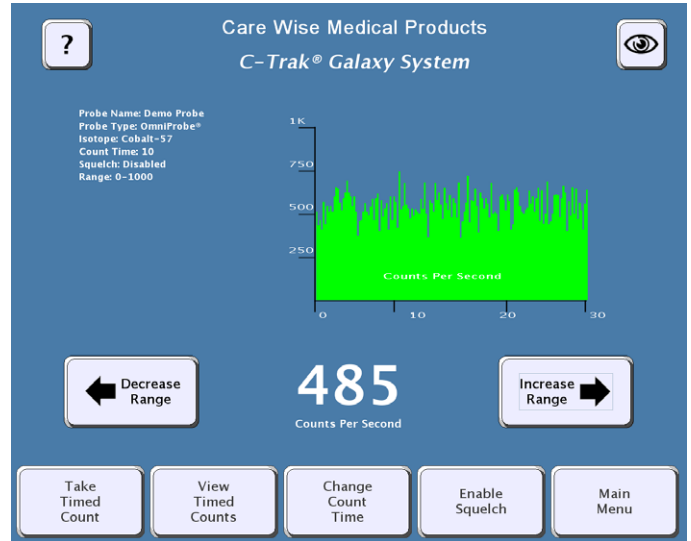 ?
Care Wise Medical Products
C-Trak® Galaxy System
Probe Name: Demo Probe
Probe Type: OmniProbe®
Isotope: Cobalt-57
Count Time: 10
Squelch: Disabled
Range: 0-1000
1K
750
500
250
Counts Per Second
0 10 20 30
Decrease
Range
485
Counts Per Second
Increase
Range
Take
Timed
Count
View
Timed
Counts
Change
Count
Time
Enable
Squelch
Main
Menu